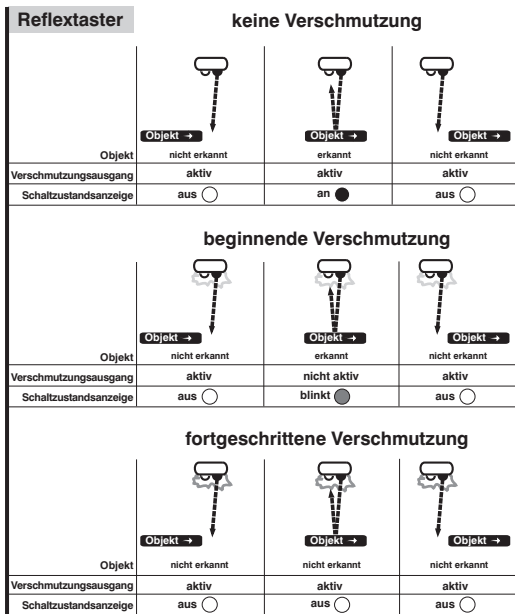 Reflextaster
keine Verschmutzung
Objekt → Objekt → Objekt →
Objekt nicht erkannt erkannt nicht erkannt
Verschmutzungsausgang aktiv aktiv aktiv
Schaltzustandsanzeige aus an aus
beginnende Verschmutzung
Objekt → Objekt → Objekt →
Objekt nicht erkannt erkannt nicht erkannt
Verschmutzungsausgang aktiv nicht aktiv aktiv
Schaltzustandsanzeige aus blinkt aus
fortgeschrittene Verschmutzung
Objekt → Objekt → Objekt →
Objekt nicht erkannt nicht erkannt nicht erkannt
Verschmutzungsausgang aktiv aktiv aktiv
Schaltzustandsanzeige aus aus aus